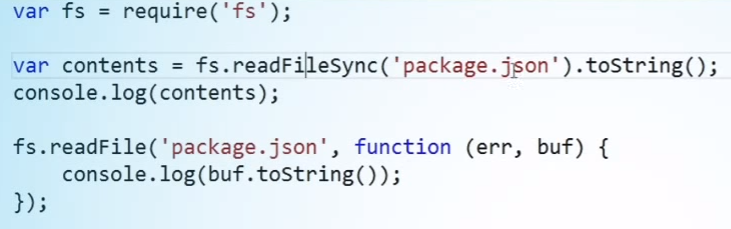 var fs = require('fs');
var contents = fs.readFileSync('package.json').toString();
console.log(contents);
fs.readFile('package.json', function (err, buf) {
    console.log(buf.toString());
});